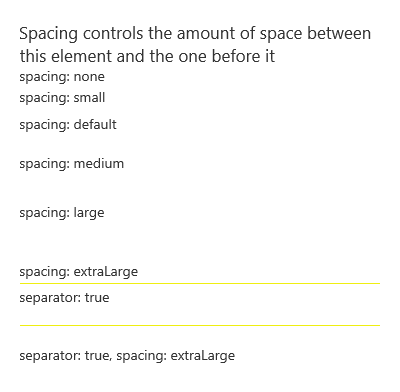 Spacing controls the amount of space between
this element and the one before it
spacing: none
spacing: small
spacing: default
spacing: medium
spacing: large
spacing: extraLarge
separator: true
separator: true, spacing: extraLarge